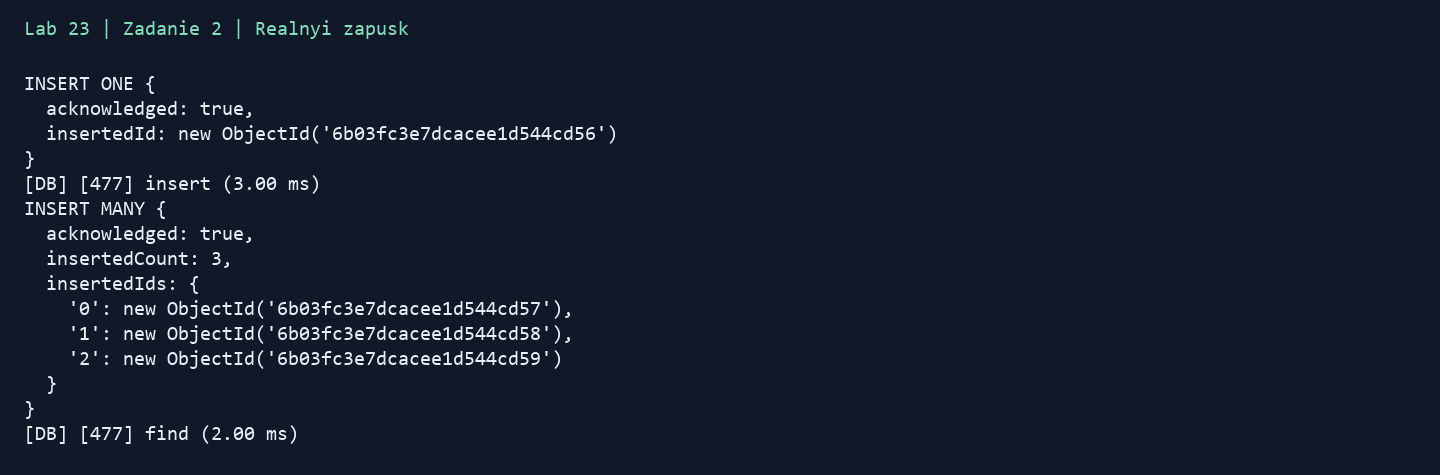 Lab 23 | Zadanie 2 | Realnyi zapusk
INSERT ONE {
  acknowledged: true,
  insertedId: new ObjectId('6b03fc3e7dcacee1d544cd56')
}
[DB] [477] insert (3.00 ms)
INSERT MANY {
  acknowledged: true,
  insertedCount: 3,
  insertedIds: {
    '0': new ObjectId('6b03fc3e7dcacee1d544cd57'),
    '1': new ObjectId('6b03fc3e7dcacee1d544cd58'),
    '2': new ObjectId('6b03fc3e7dcacee1d544cd59')
  }
}
[DB] [477] find (2.00 ms)